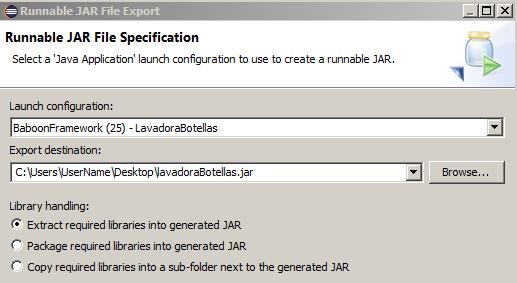 Runnable JAR File Export
Runnable JAR File Specification
Select a 'Java Application' launch configuration to use to create a runnable JAR.
Launch configuration:
BaboonFramework (25) - LavadoraBotellas
Export destination:
C:\Users\UserName\Desktop\lavadoraBotellas.jar
Browse...
Library handling:
Extract required libraries into generated JAR
Package required libraries into generated JAR
Copy required libraries into a sub-folder next to the generated JAR